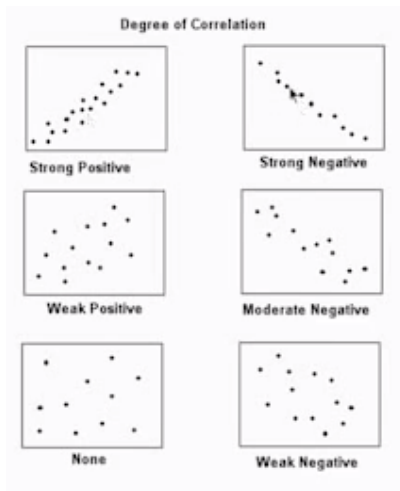 Degree of Correlation
Strong Positive
Strong Negative
Weak Positive
Moderate Negative
None
Weak Negative